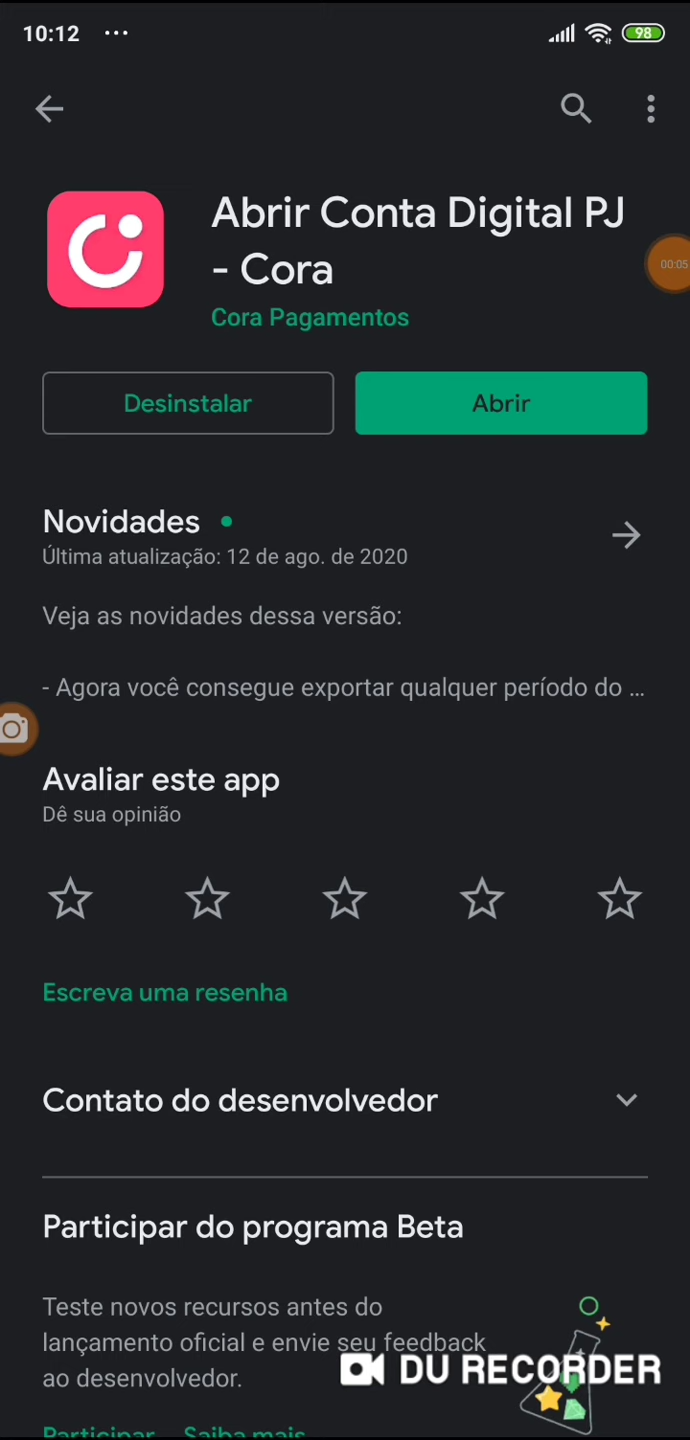 10:12 ...
98
Abrir Conta Digital PJ
- Cora
00:05
Cora Pagamentos
Desinstalar
Abrir
Novidades
Última atualização: 12 de ago. de 2020
Veja as novidades dessa versão:
- Agora você consegue exportar qualquer período do ...
Avaliar este app
Dê sua opinião
Escreva uma resenha
Contato do desenvolvedor
Participar do programa Beta
Teste novos recursos antes do
lançamento oficial e envie seu feedback
ao desenvolvedor.
DU RECORDER
Participar Saiba mais